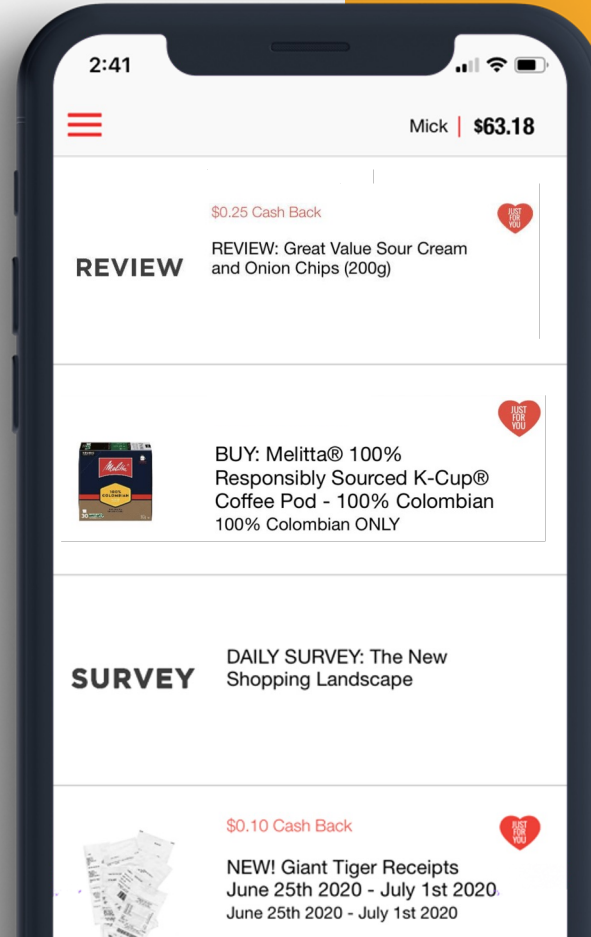 2:41
Mick | $63.18
$0.25 Cash Back
JUST
FOR
YOU
REVIEW
REVIEW: Great Value Sour Cream
and Onion Chips (200g)
JUST
FOR
YOU
Melitta
100%
COLOMBIAN
BUY: Melitta® 100%
Responsibly Sourced K-Cup®
Coffee Pod - 100% Colombian
100% Colombian ONLY
SURVEY
DAILY SURVEY: The New
Shopping Landscape
$0.10 Cash Back
JUST
FOR
YOU
NEW! Giant Tiger Receipts
June 25th 2020 - July 1st 2020
June 25th 2020 - July 1st 2020